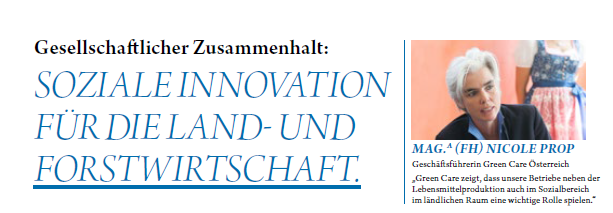 Gesellschaftlicher Zusammenhalt:
SOZIALE INNOVATION
FÜR DIE LAND- UND
FORSTWIRTSCHAFT.
MAG.ᴬ (FH) NICOLE PROP
Geschäftsführerin Green Care Österreich
„Green Care zeigt, dass unsere Betriebe neben der
Lebensmittelproduktion auch im Sozialbereich
im ländlichen Raum eine wichtige Rolle spielen.“